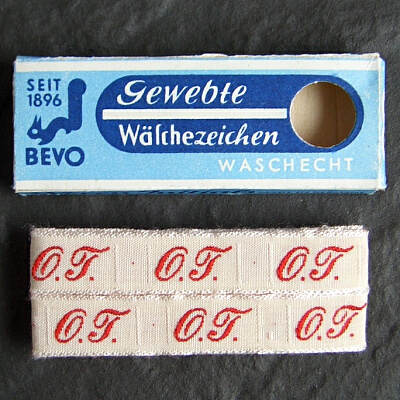 SEIT
1896
BEVO
Gewebte
Wäſchezeichen
WASCHECHT
O.T. O.T. O.T.
O.T. O.T. O.T.